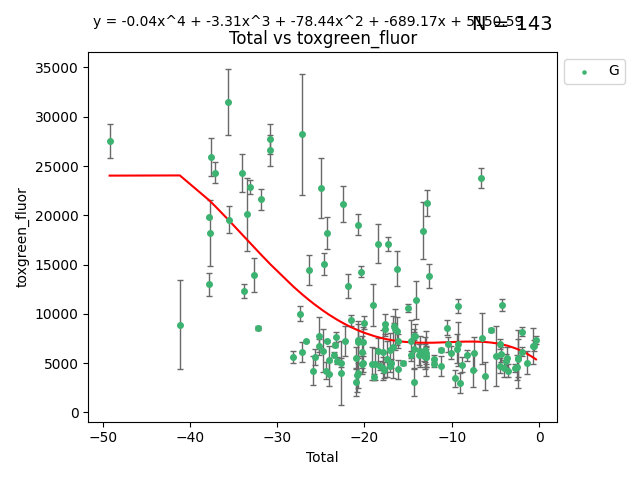 y = -0.04x^4 + -3.31x^3 + -78.44x^2 + -689.17x +
N = 143
Total vs toxgreen_fluor
G
35000
30000
25000
20000
15000
10000
5000
0
toxgreen_fluor
−50
−40
−30
−20
−10
0
Total